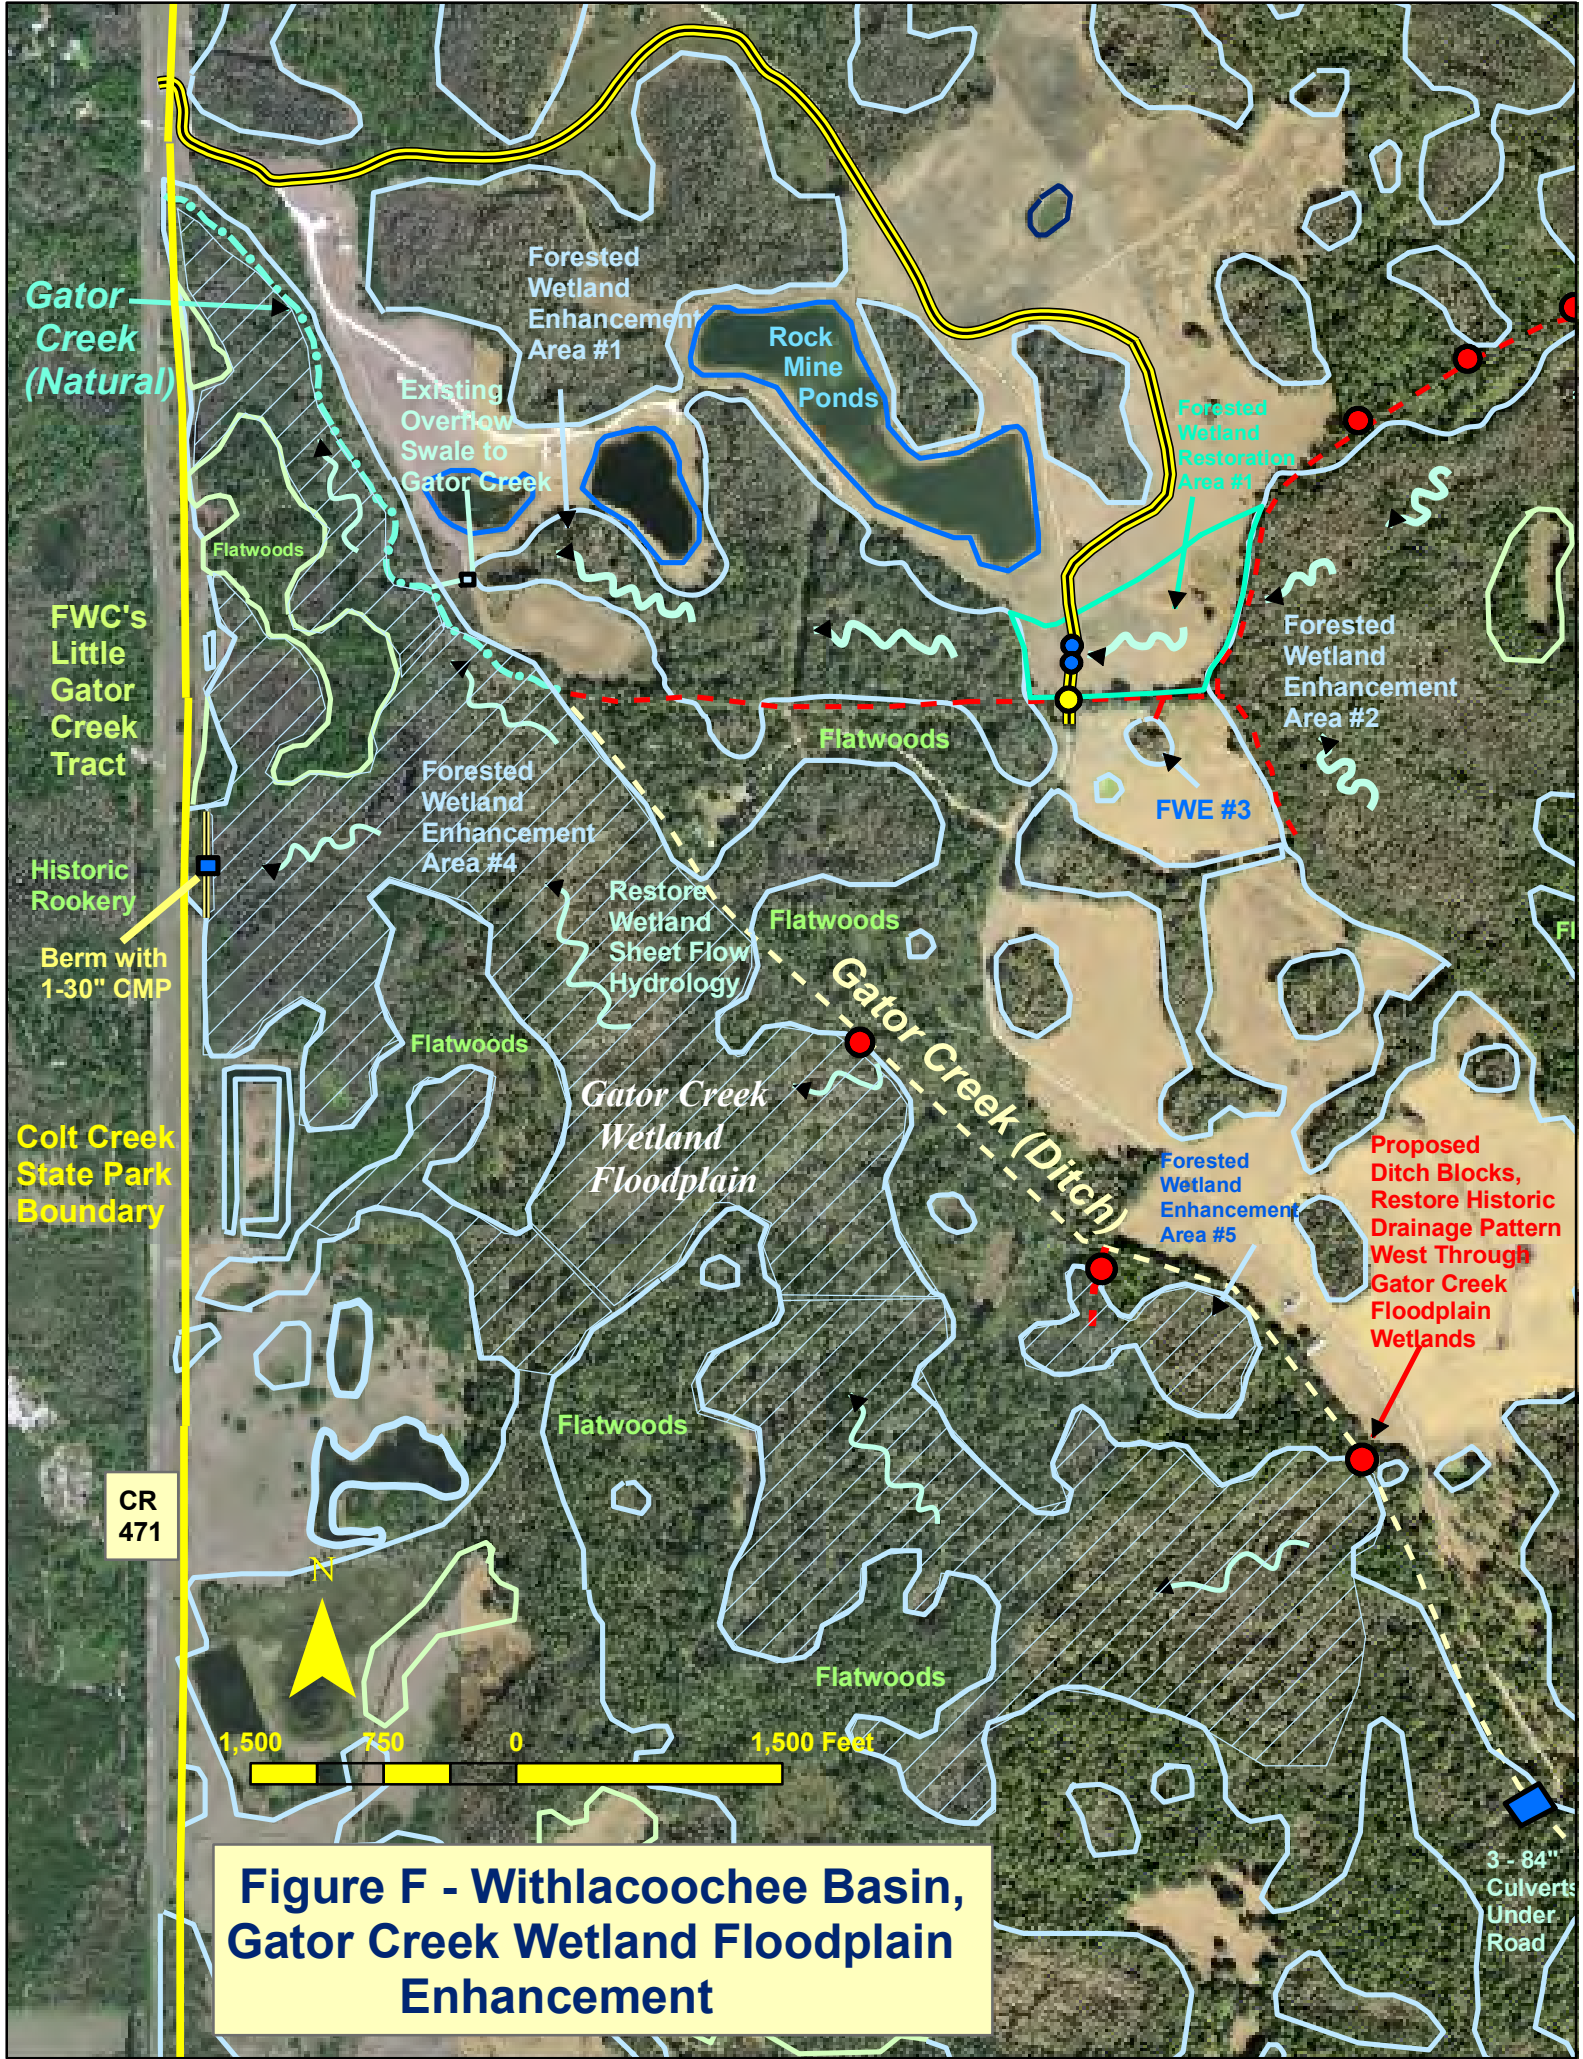 Forested
Wetland
Enhancement
Area #1
Gator
Creek
(Natural)
Rock
Mine
Ponds
Existing
Overflow
Swale to
Gator Creek
Forested
Wetland
Restoration
Area #1
Flatwoods
FWC's
Little
Gator
Creek
Tract
Forested
Wetland
Enhancement
Area #2
Flatwoods
Forested
Wetland
Enhancement
Area #4
FWE #3
Historic
Rookery
Restore
Wetland
Sheet Flow
Hydrology
Flatwoods
Fl
Berm with
1-30" CMP
Gator Creek (Ditch)
Flatwoods
Gator Creek
Wetland
Floodplain
Colt Creek
State Park
Boundary
Forested
Wetland
Enhancement
Area #5
Proposed
Ditch Blocks,
Restore Historic
Drainage Pattern
West Through
Gator Creek
Floodplain
Wetlands
Flatwoods
CR
471
N
Flatwoods
1,500 750 0 1,500 Feet
3 - 84"
Culverts
Under
Road
Figure F - Withlacoochee Basin,
Gator Creek Wetland Floodplain
Enhancement